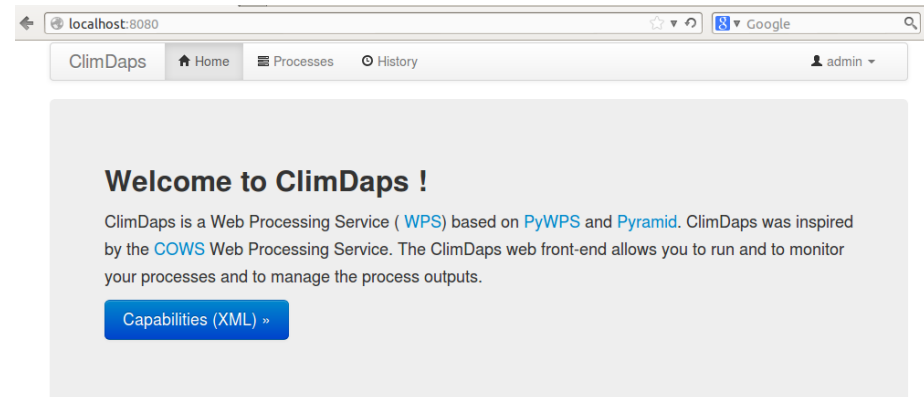 localhost:8080 Google
ClimDaps Home Processes History admin
Welcome to ClimDaps !
ClimDaps is a Web Processing Service ( WPS) based on PyWPS and Pyramid. ClimDaps was inspired
by the COWS Web Processing Service. The ClimDaps web front-end allows you to run and to monitor
your processes and to manage the process outputs.
Capabilities (XML) »